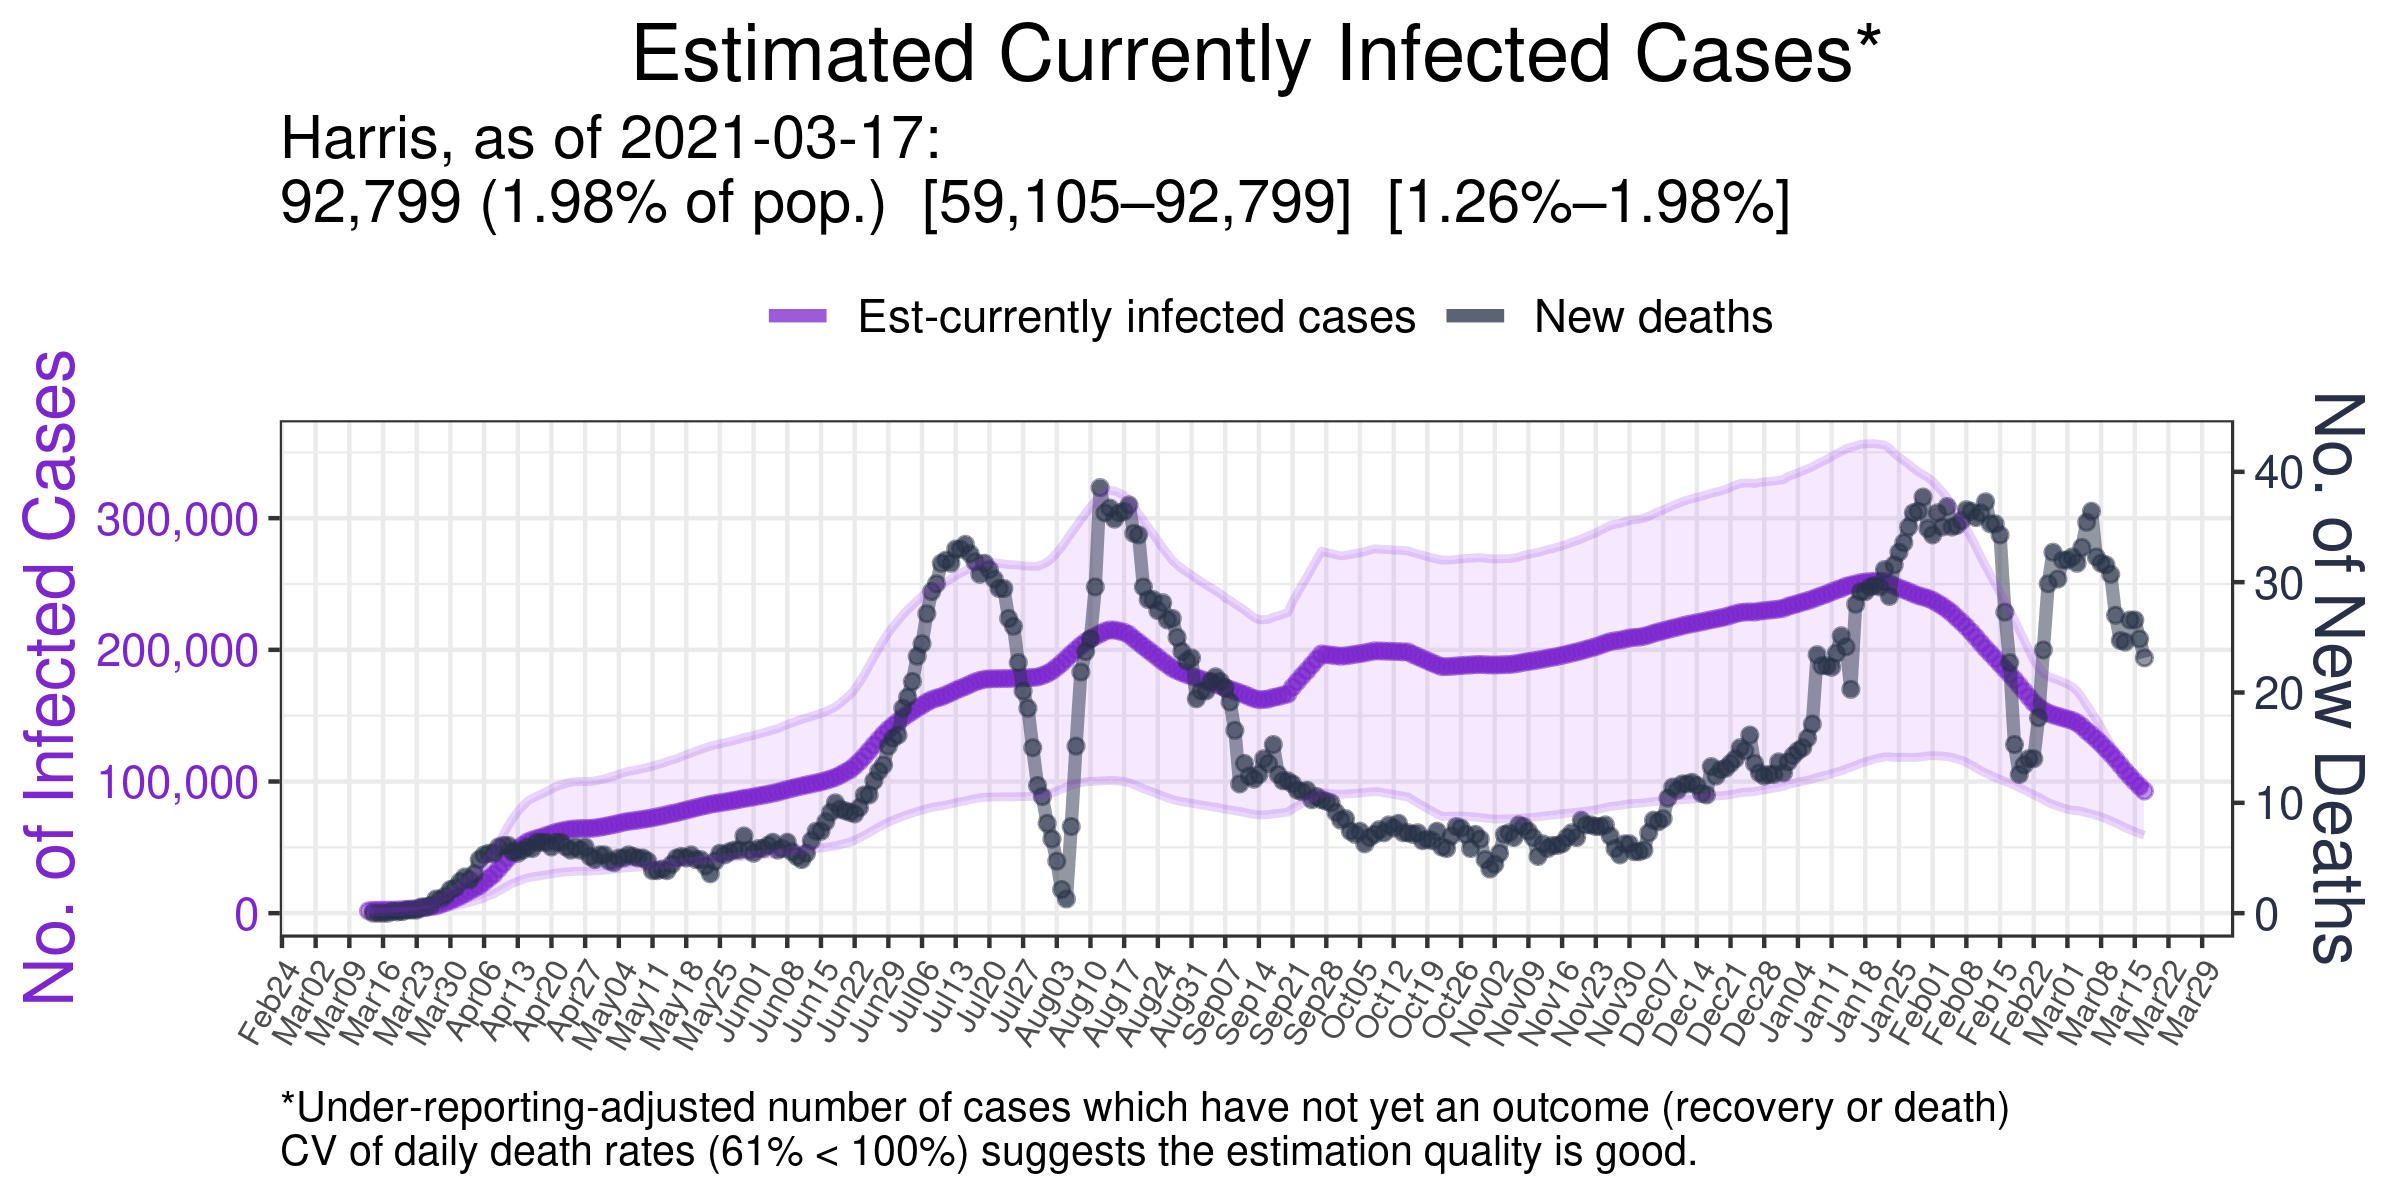 Estimated Currently Infected Cases*
Harris, as of 2021-03-17:
92,799 (1.98% of pop.) [59,105–92,799] [1.26%–1.98%]
Est-currently infected cases New deaths
No. of Infected Cases
300,000
200,000
100,000
0
40
30
20
10
0
No. of New Deaths
Feb24 Mar02 Mar09 Mar16 Mar23 Mar30 Apr06 Apr13 Apr20 Apr27 May04 May11 May18 May25 Jun01 Jun08 Jun15 Jun22 Jun29 Jul06 Jul13 Jul20 Jul27 Aug03 Aug10 Aug17 Aug24 Aug31 Sep07 Sep14 Sep21 Sep28 Oct05 Oct12 Oct19 Oct26 Nov02 Nov09 Nov16 Nov23 Nov30 Dec07 Dec14 Dec21 Dec28 Jan04 Jan11 Jan18 Jan25 Feb01 Feb08 Feb15 Feb22 Mar01 Mar08 Mar15 Mar22 Mar29
*Under-reporting-adjusted number of cases which have not yet an outcome (recovery or death)
CV of daily death rates (61% < 100%) suggests the estimation quality is good.